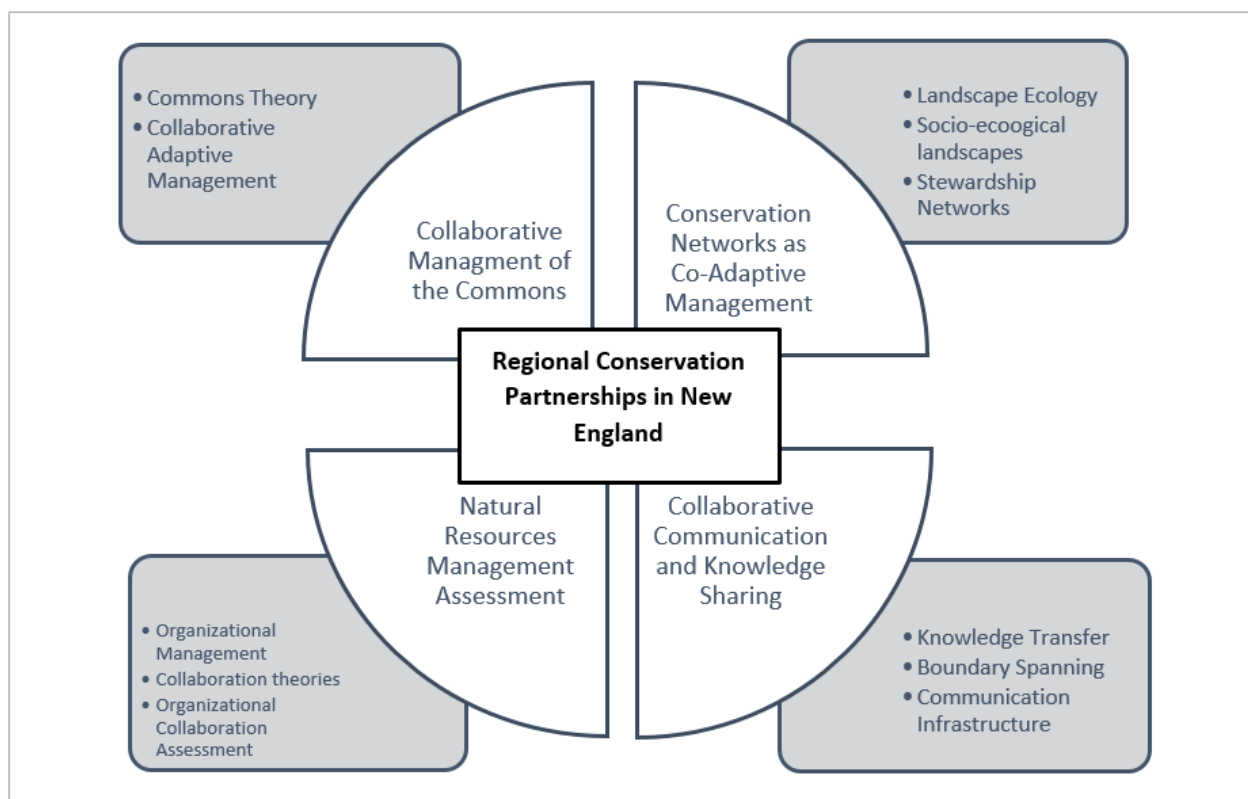 • Commons Theory
• Collaborative
Adaptive
Management
Collaborative
Managment of
the Commons
• Landscape Ecology
• Socio-ecoogical
landscapes
• Stewardship
Networks
Conservation
Networks as
Co-Adaptive
Management
Regional Conservation
Partnerships in New
England
Natural
Resources
Management
Assessment
• Organizational
Management
• Collaboration theories
• Organizational
Collaboration
Assessment
Collaborative
Communication
and Knowledge
Sharing
• Knowledge Transfer
• Boundary Spanning
• Communication
Infrastructure